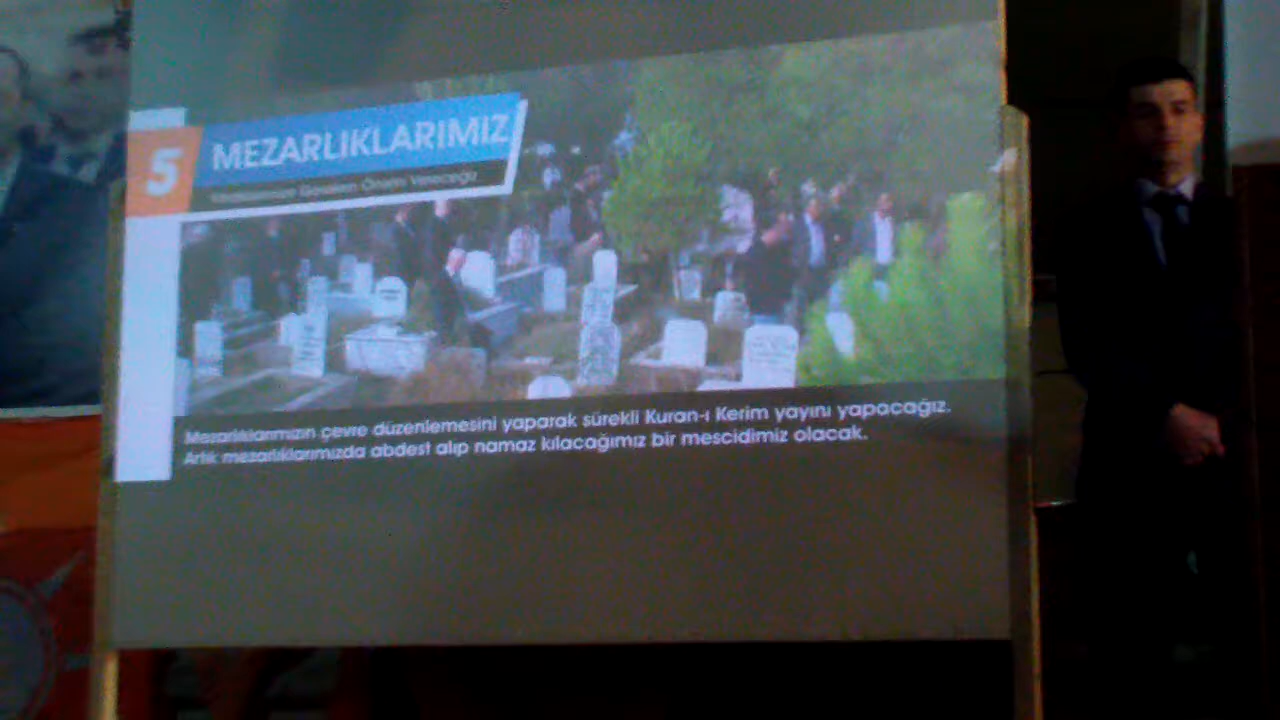 5
MEZARLIKLARIMIZ
Mezarlıklarımızın çevre düzenlemesini yaparak sürekli Kuran-ı Kerim yayını yapacağız.
Artık mezarlıklarımızda abdest alıp namaz kılacağımız bir mescidimiz olacak.